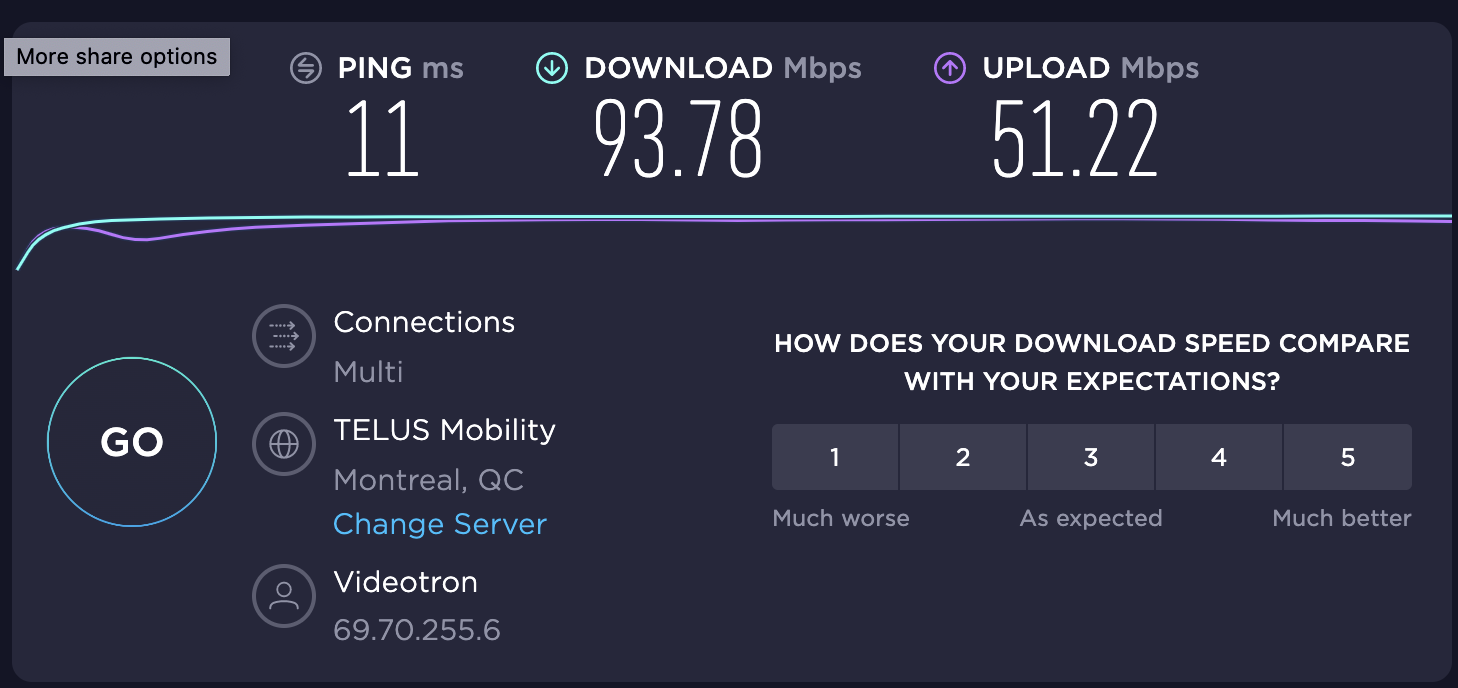 More share options
PING ms
11
DOWNLOAD Mbps
93.78
UPLOAD Mbps
51.22
GO
Connections
Multi
TELUS Mobility
Montreal, QC
Change Server
Videotron
69.70.255.6
HOW DOES YOUR DOWNLOAD SPEED COMPARE
WITH YOUR EXPECTATIONS?
1 2 3 4 5
Much worse As expected Much better